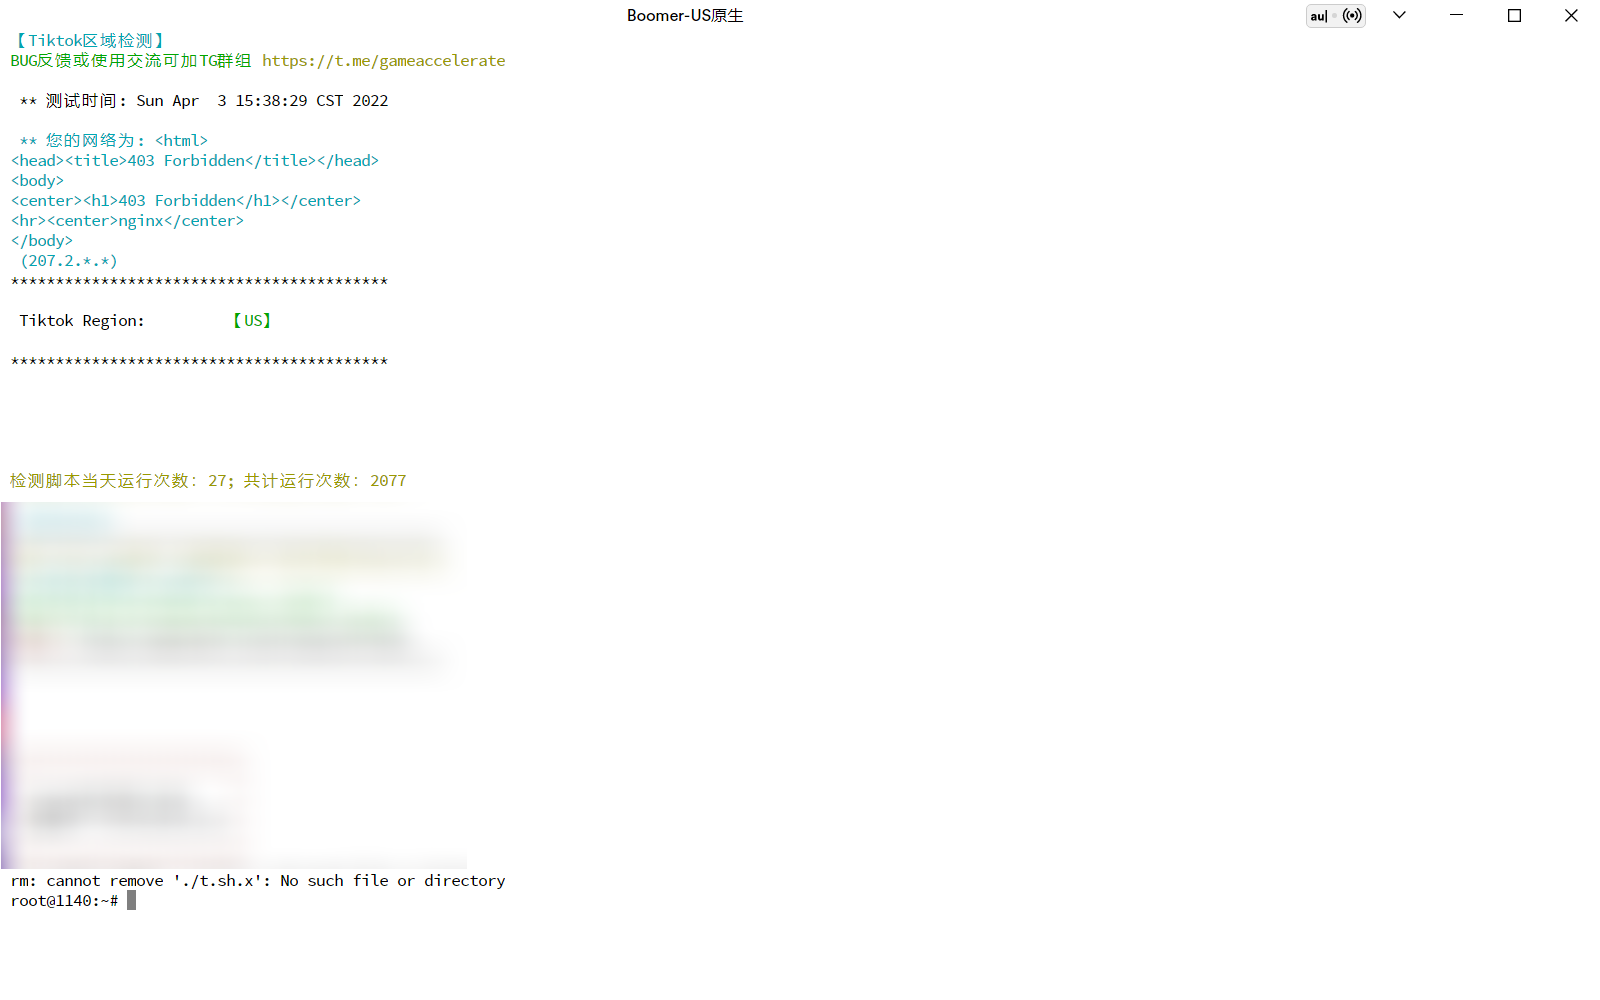 Boomer-US原生
【Tiktok区域检测】
BUG反馈或使用交流可加TG群组 https://t.me/gameaccelerate
** 测试时间: Sun Apr  3 15:38:29 CST 2022
** 您的网络为: <html>
<head><title>403 Forbidden</title></head>
<body>
<center><h1>403 Forbidden</h1></center>
<hr><center>nginx</center>
</body>
(207.2.*.*)
******************************************
Tiktok Region:          【US】
******************************************
检测脚本当天运行次数: 27; 共计运行次数: 2077
rm: cannot remove './t.sh.x': No such file or directory
root@1140:~#